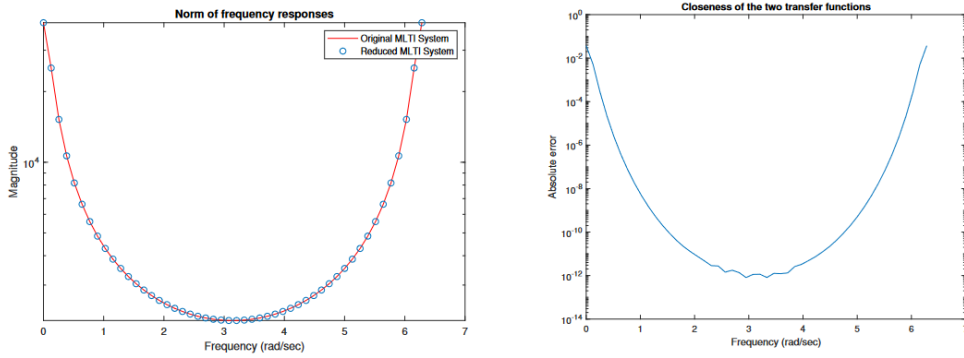 Norm of frequency responses
Original MLTI System
Reduced MLTI System
Magnitude
10^4
0 1 2 3 4 5 6 7
Frequency (rad/sec)
Closeness of the two transfer functions
Absolute error
10^0
10^-2
10^-4
10^-6
10^-8
10^-10
10^-12
10^-14
0 1 2 3 4 5 6
Frequency (rad/sec)